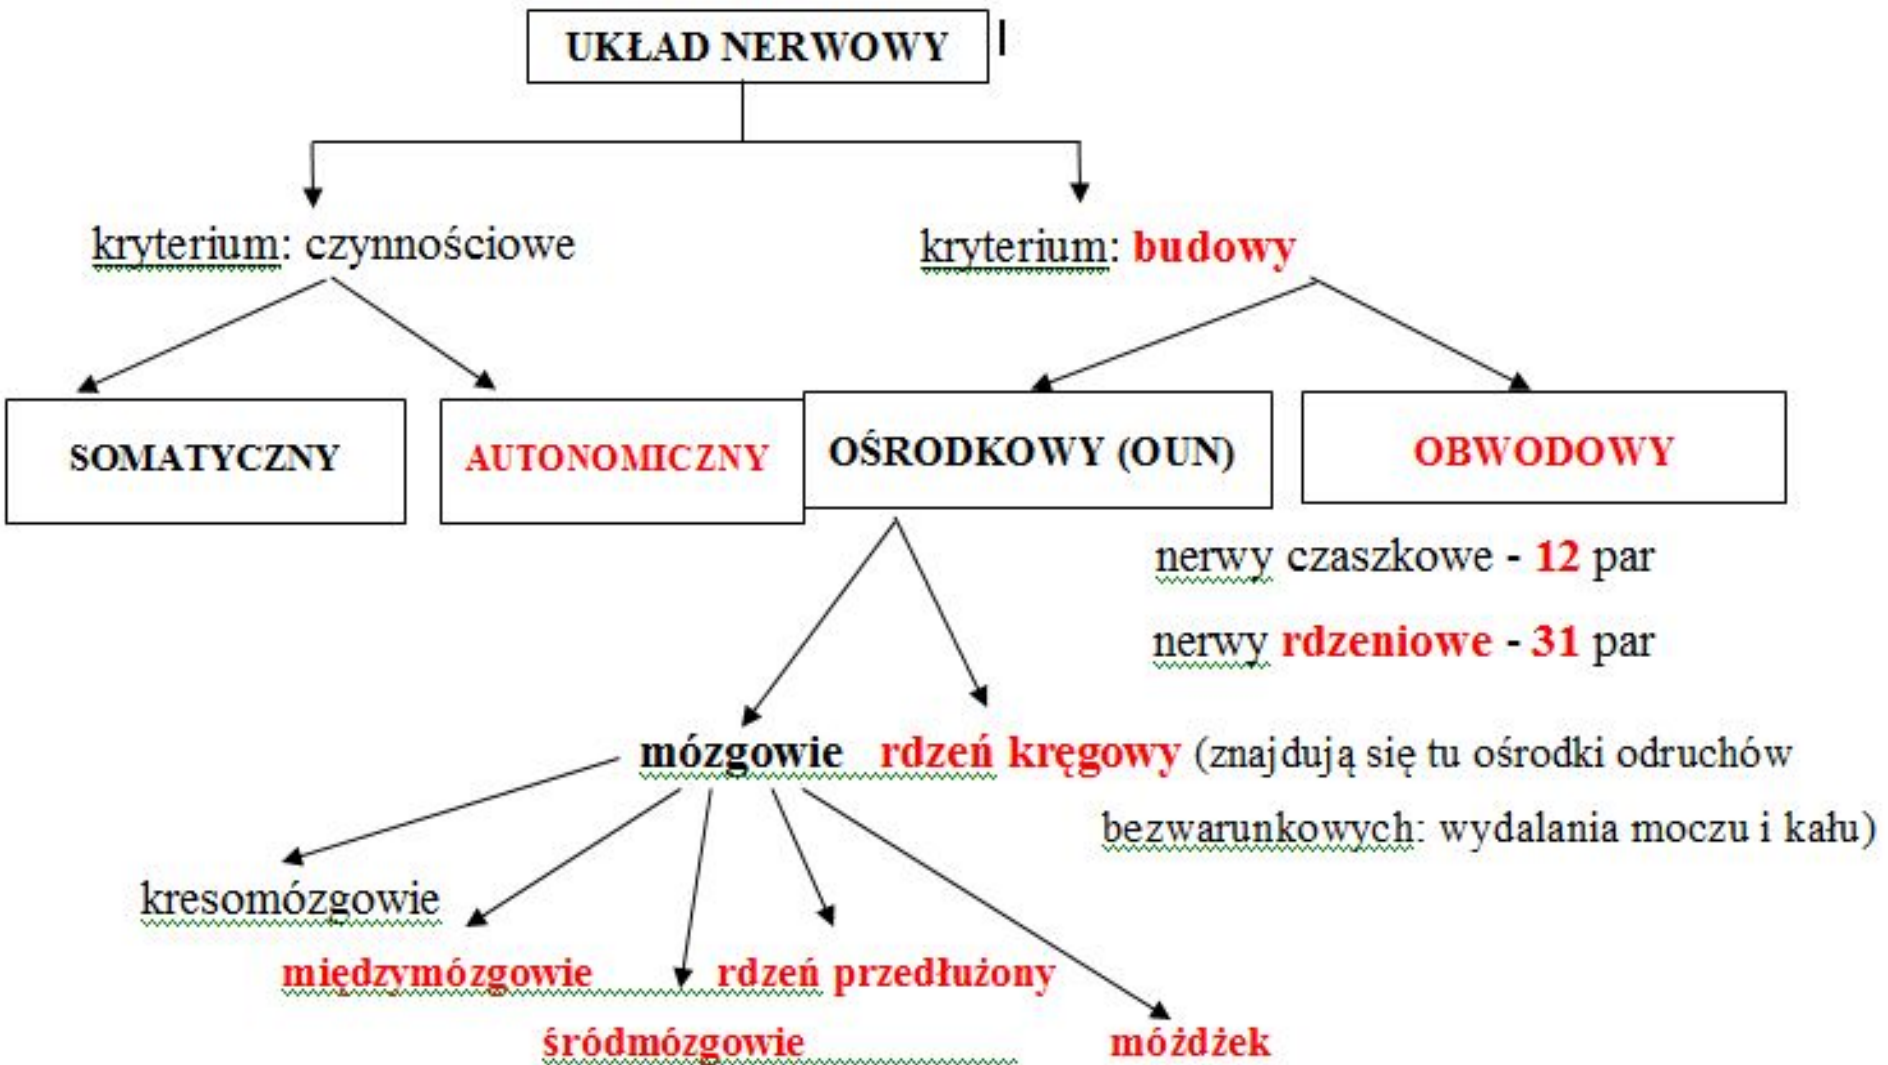 UKŁAD NERWOWY
kryterium: czynnościowe
kryterium: budowy
SOMATYCZNY
AUTONOMICZNY
OŚRODKOWY (OUN)
OBWODOWY
nerwy czaszkowe - 12 par
nerwy rdzeniowe - 31 par
mózgowie rdzeń kręgowy (znajdują się tu ośrodki odruchów
bezwarunkowych: wydalania moczu i kału)
kresomózgowie
międzymózgowie rdzeń przedłużony
śródmózgowie móżdżek